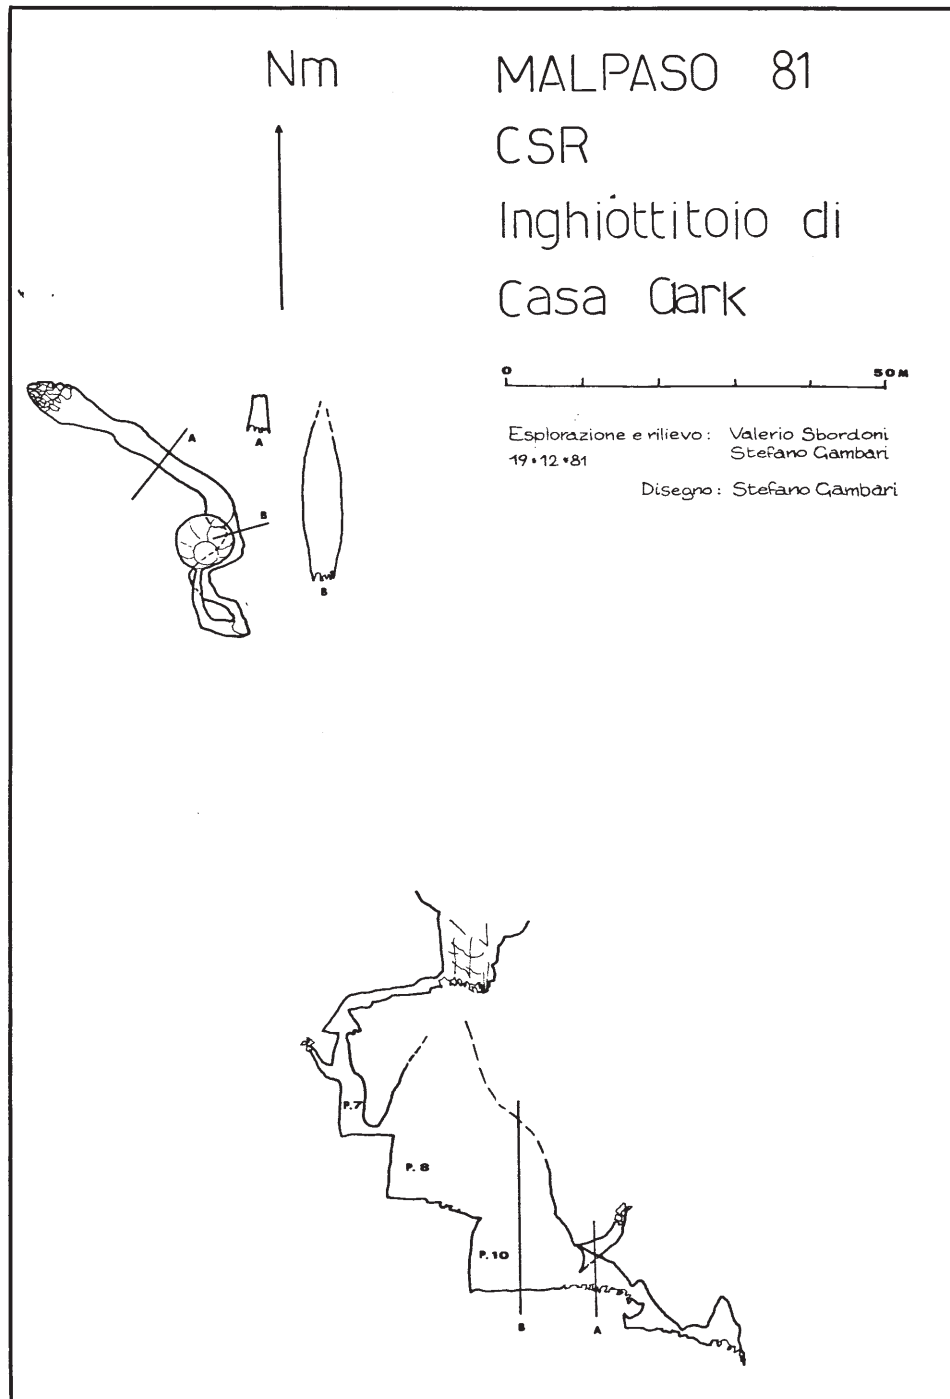 Nm
MALPASO 81
CSR
Inghiottitoio di
Casa Clark
0 50 M
Esplorazione e rilievo : Valerio Sbordoni
Stefano Gambari
19•12•81
Disegno : Stefano Gambari
A
A
B
B
P.7
P. 8
P.10
B
A